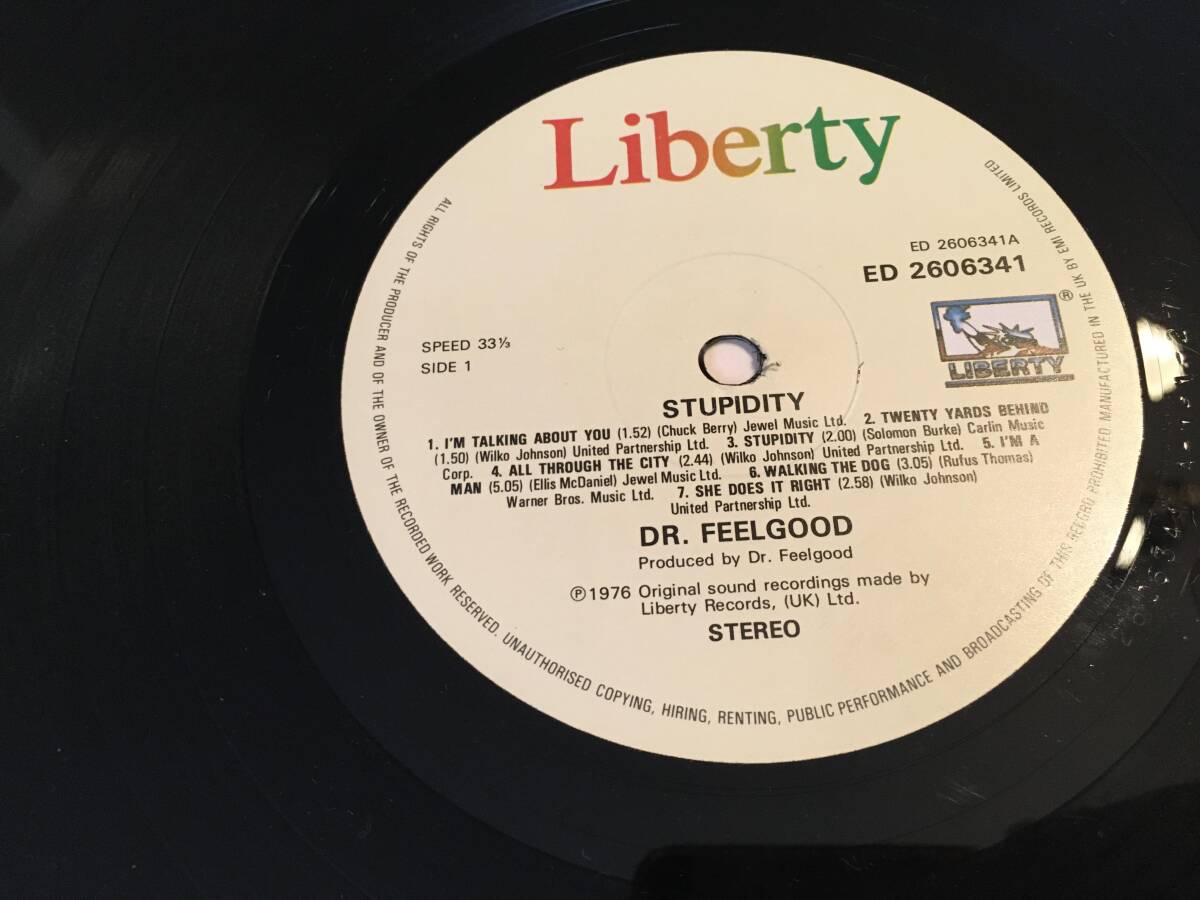 Liberty
ED 2606341A
ED 2606341
®
LIBERTY
SPEED 33⅓
SIDE 1
STUPIDITY
1. I'M TALKING ABOUT YOU (1.52) (Chuck Berry) Jewel Music Ltd. 2. TWENTY YARDS BEHIND
(1.50) (Wilko Johnson) United Partnership Ltd. 3. STUPIDITY (2.00) (Solomon Burke) Carlin Music
Corp. 4. ALL THROUGH THE CITY (2.44) (Wilko Johnson) United Partnership Ltd. 5. I'M A
MAN (5.05) (Ellis McDaniel) Jewel Music Ltd. 6. WALKING THE DOG (3.05) (Rufus Thomas)
Warner Bros. Music Ltd. 7. SHE DOES IT RIGHT (2.58) (Wilko Johnson)
United Partnership Ltd.
DR. FEELGOOD
Produced by Dr. Feelgood
℗ 1976 Original sound recordings made by
Liberty Records, (UK) Ltd.
STEREO
ALL RIGHTS OF THE PRODUCER AND OF THE OWNER OF THE RECORDED WORK RESERVED. UNAUTHORISED COPYING, HIRING, RENTING, PUBLIC PERFORMANCE AND BROADCASTING OF THIS RECORD PROHIBITED. MANUFACTURED IN THE UK BY EMI RECORDS LIMITED